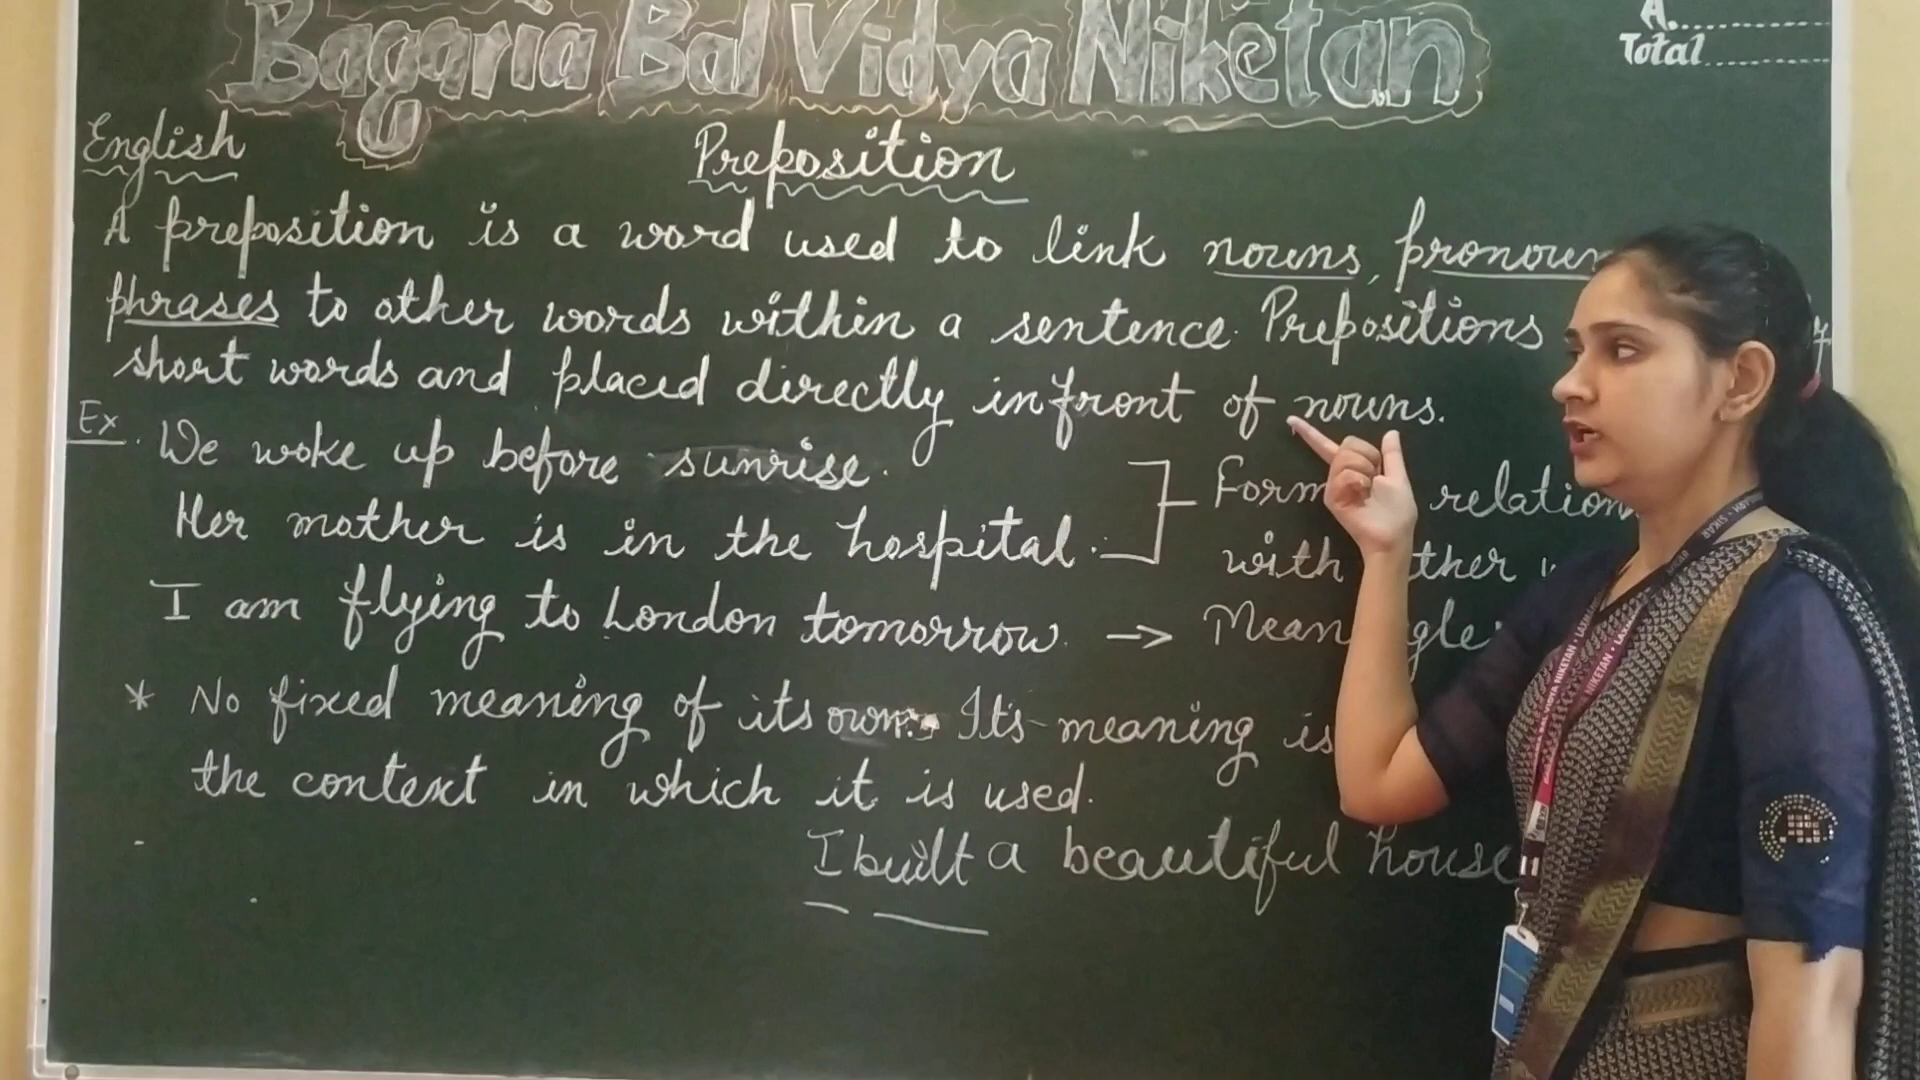 Bagaria Bal Vidya Niketan
A..............
Total..............
English
Preposition
A preposition is a word used to link nouns, pronoun
phrases to other words within a sentence. Prepositions
short words and placed directly infront of nouns.
Ex. We woke up before sunrise.
Her mother is in the hospital.
Form relation
with
I am flying to London tomorrow. → Mean
* No fixed meaning of its own. It's meaning is
the context in which it is used.
I built a beautiful house